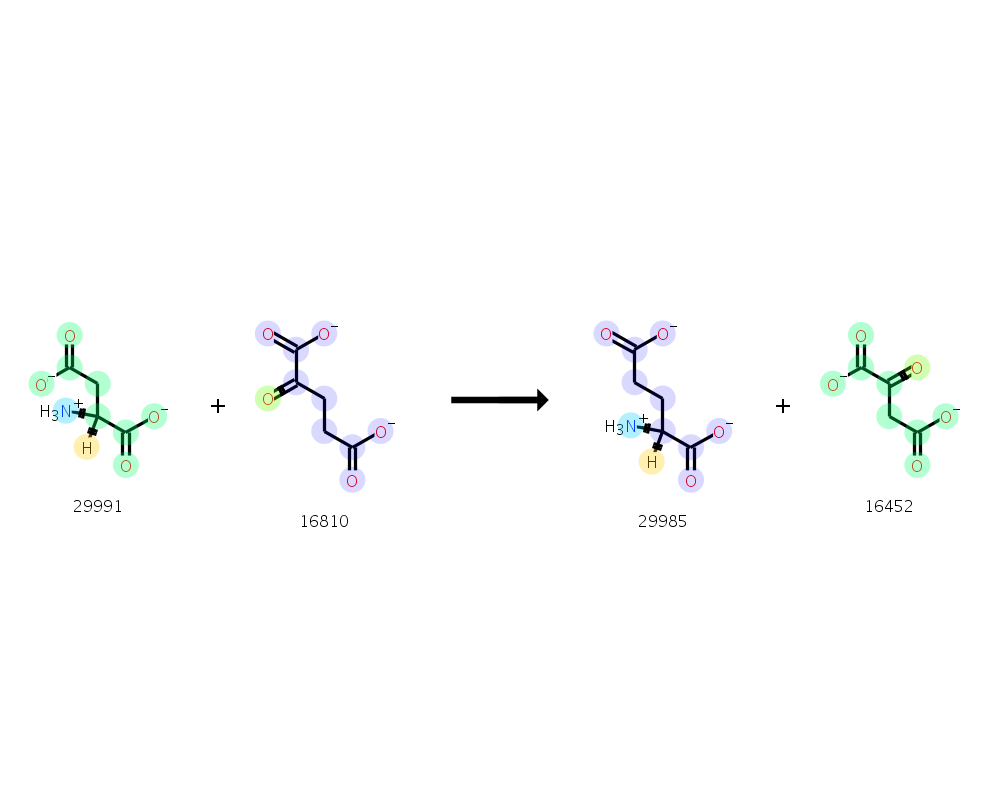 O O⁻ H₃N⁺ H O⁻ O
29991
+
O O⁻ O O⁻ O
16810
O O⁻ H₃N⁺ H O⁻ O
29985
+
O O⁻ O O⁻ O
16452